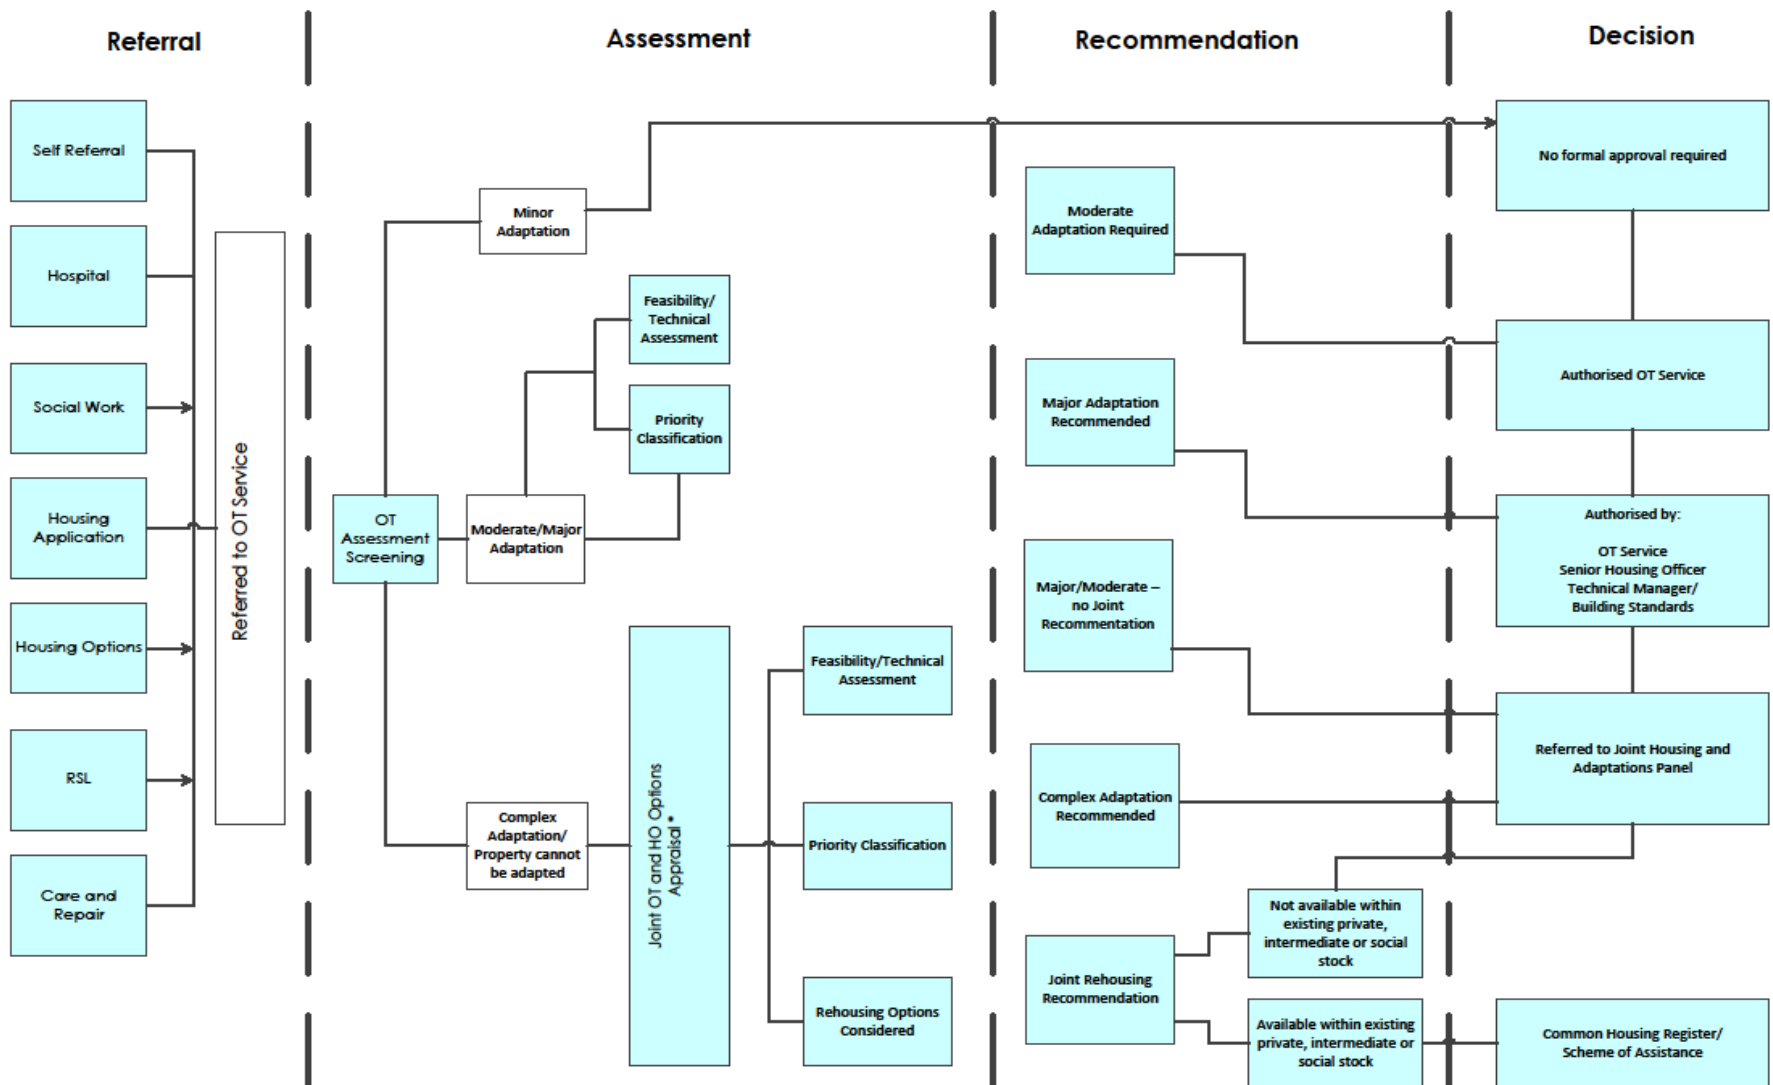 Referral
Assessment
Recommendation
Decision
Self Referral
Hospital
Social Work
Housing
Application
Housing Options
RSL
Care and
Repair
Referred to OT Service
OT
Assessment
Screening
Minor
Adaptation
Moderate/Major
Adaptation
Complex
Adaptation/
Property cannot
be adapted
Feasibility/
Technical
Assessment
Priority
Classification
Joint OT and HO Options
Appraisal *
Feasibility/Technical
Assessment
Priority Classification
Rehousing Options
Considered
Moderate
Adaptation Required
Major Adaptation
Recommended
Major/Moderate –
no Joint
Recommentation
Complex Adaptation
Recommended
Joint Rehousing
Recommendation
Not available within
existing private,
intermediate or social
stock
Available within existing
private, intermediate or
social stock
No formal approval required
Authorised OT Service
Authorised by:
OT Service
Senior Housing Officer
Technical Manager/
Building Standards
Referred to Joint Housing and
Adaptations Panel
Common Housing Register/
Scheme of Assistance